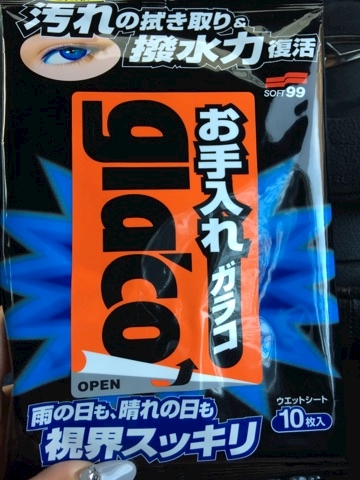 汚れの拭き取り&
撥水力復活
SOFT99
glaco
お手入れガラコ
OPEN
ウエットシート
10枚入
雨の日も、晴れの日も
視界スッキリ